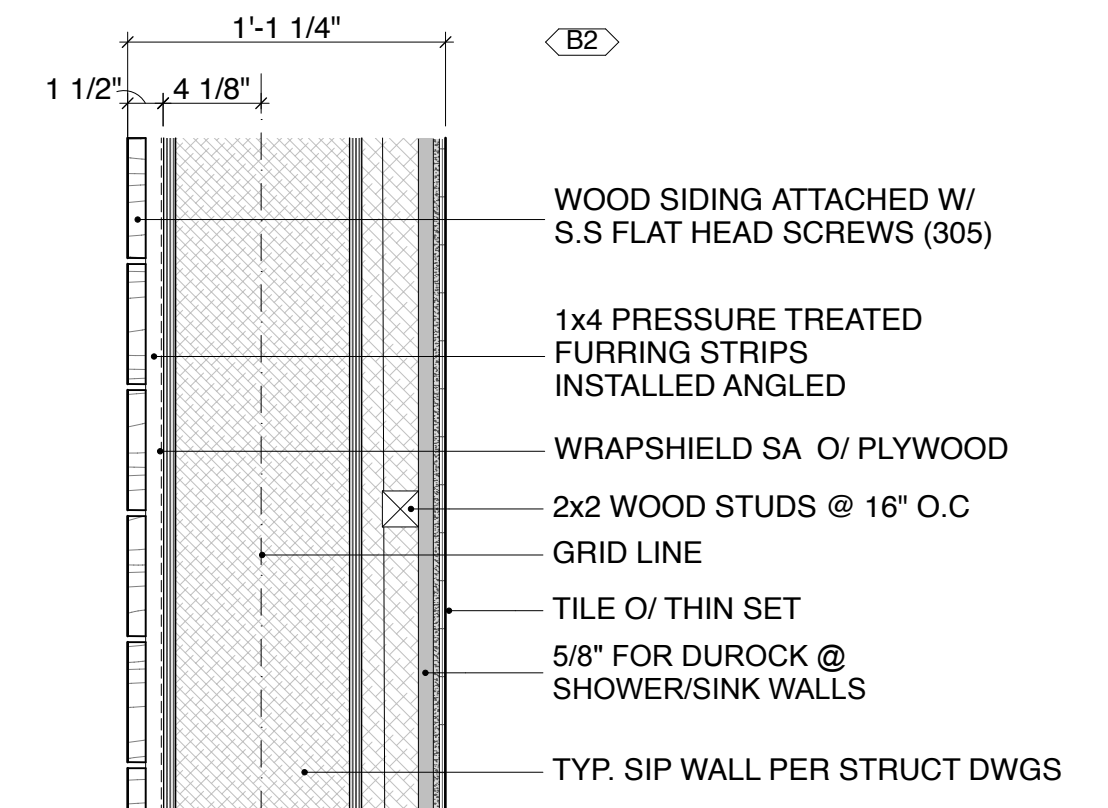 1'-1 1/4"
B2
1 1/2"
4 1/8"
WOOD SIDING ATTACHED W/
S.S FLAT HEAD SCREWS (305)
1x4 PRESSURE TREATED
FURRING STRIPS
INSTALLED ANGLED
WRAPSHIELD SA  O/ PLYWOOD
2x2 WOOD STUDS @ 16" O.C
GRID LINE
TILE O/ THIN SET
5/8" FOR DUROCK @
SHOWER/SINK WALLS
TYP. SIP WALL PER STRUCT DWGS